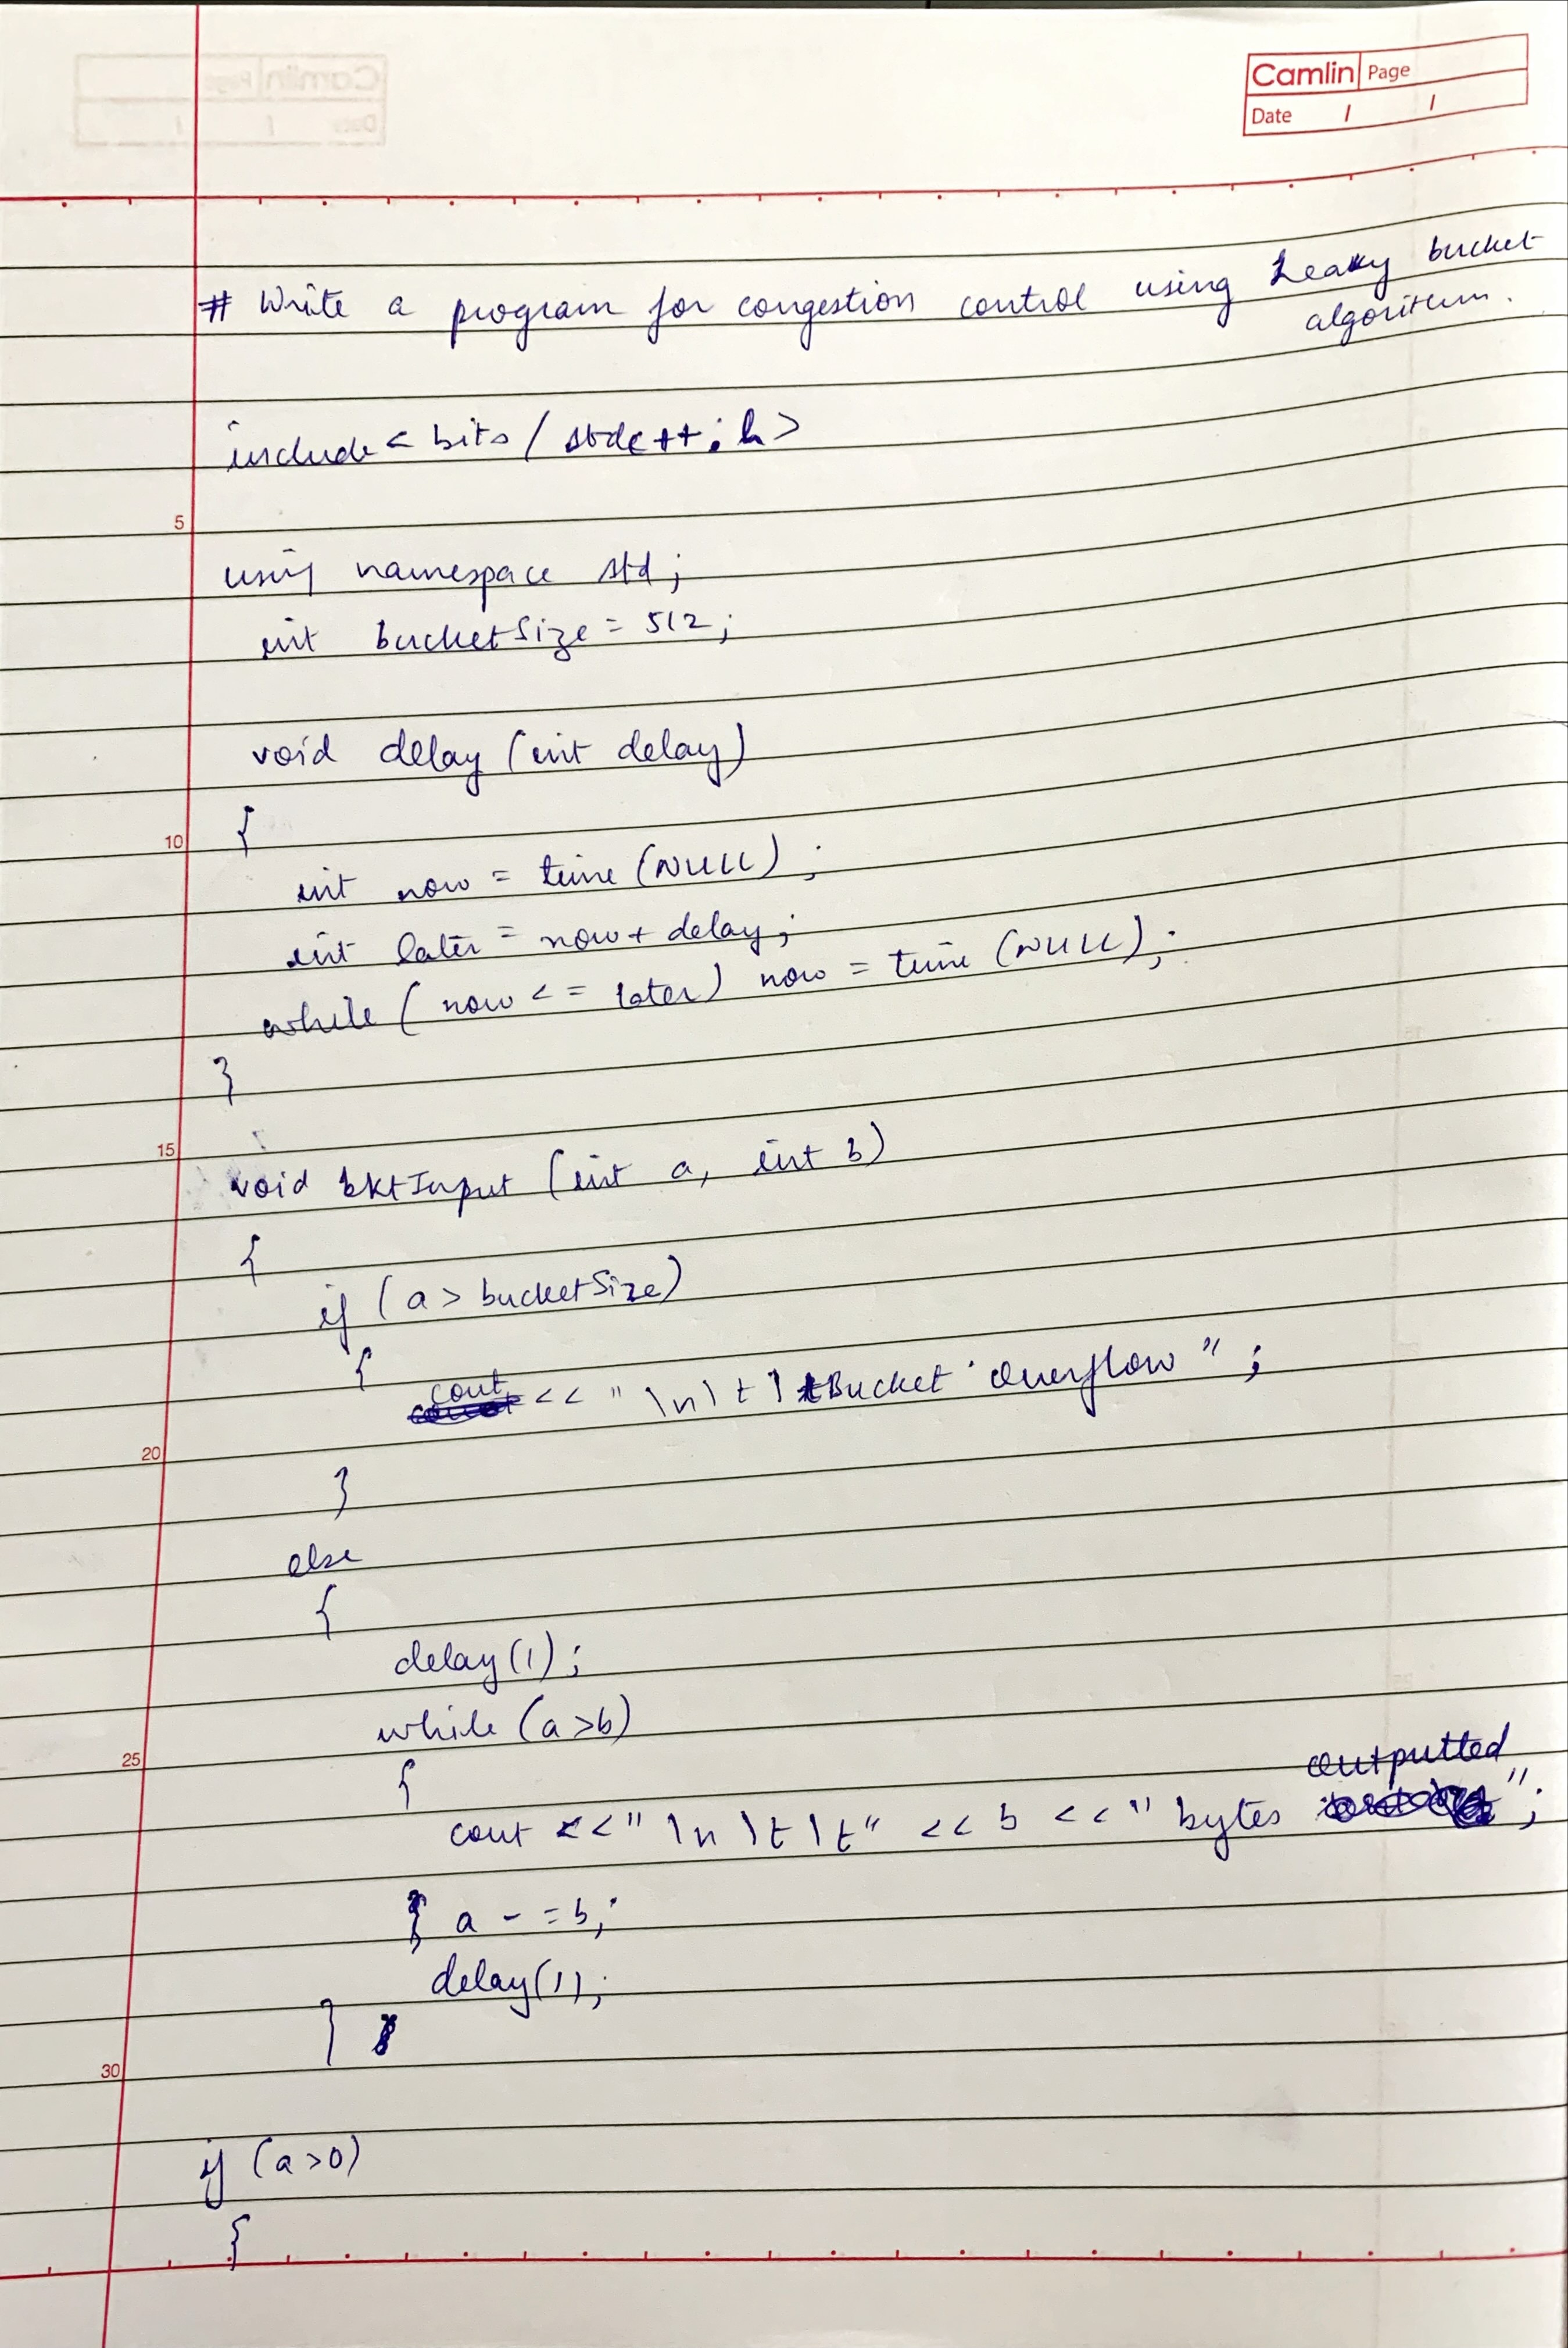 Camlin Page
Date / /
# Write a program for congestion control using Leaky bucket
algorithm.
include < bits / stdc++.h >
5
using namespace std;
int bucketSize = 512;
void delay (int delay)
{
10
int now = time (NULL);
int later = now + delay;
while ( now < = later) now = time (NULL);
}
15
void bktInput (int a, int b)
{
if (a > bucketSize)
{
cout << "\n\t\tBucket Overflow";
20
}
else
{
delay(1);
while (a>b)
25
{
cout <<"\n\t\t" << b <<" bytes outputted";
a - = b;
delay(1);
}
30
if (a>0)
{